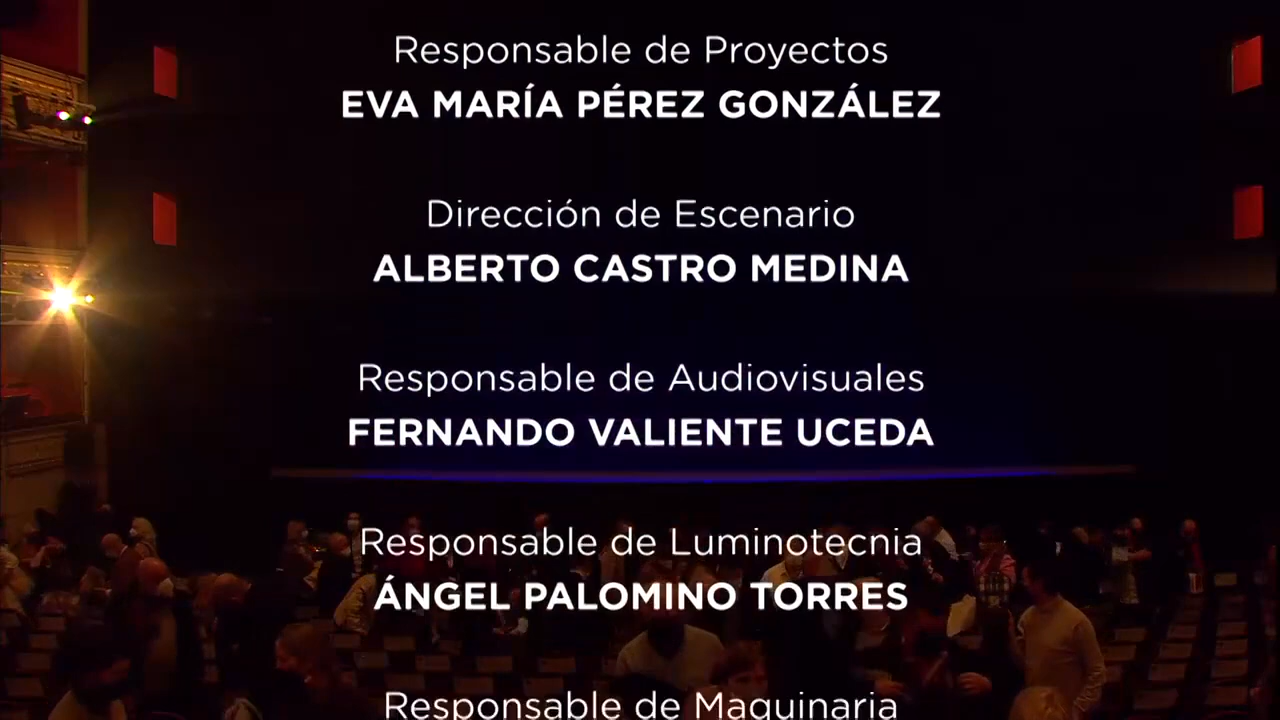 Responsable de Proyectos
EVA MARÍA PÉREZ GONZÁLEZ
Dirección de Escenario
ALBERTO CASTRO MEDINA
Responsable de Audiovisuales
FERNANDO VALIENTE UCEDA
Responsable de Luminotecnia
ÁNGEL PALOMINO TORRES
Responsable de Maquinaria